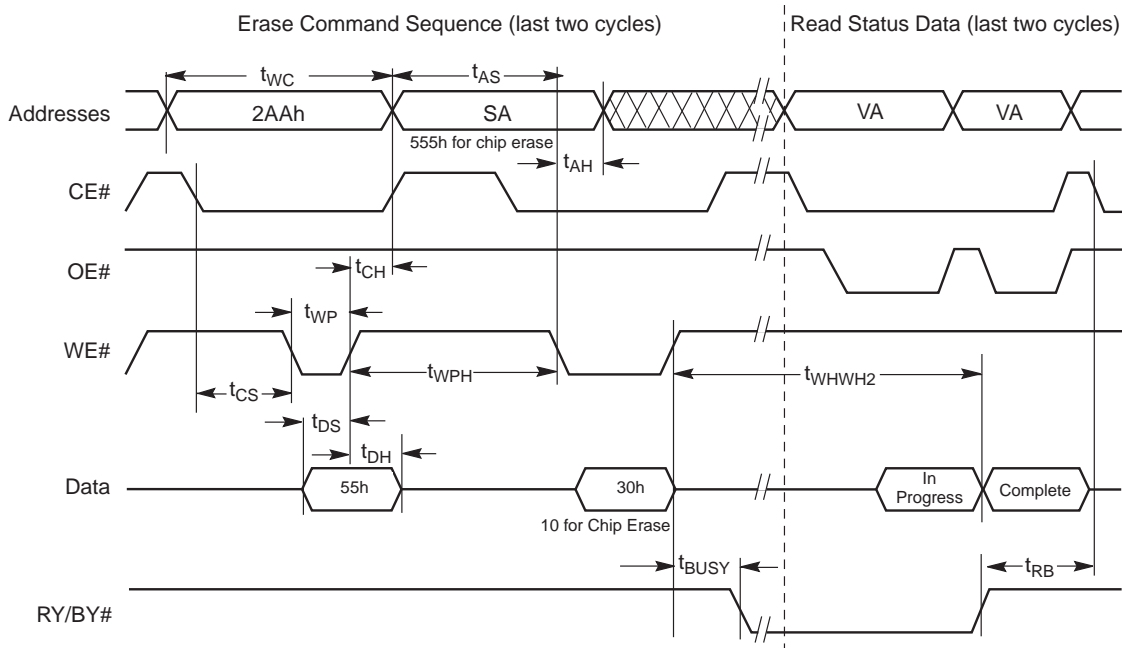 Erase Command Sequence (last two cycles)
Read Status Data (last two cycles)
tWC
tAS
Addresses
2AAh
SA
VA
VA
555h for chip erase
tAH
CE#
OE#
tCH
tWP
WE#
tWPH
tWHWH2
tCS
tDS
tDH
Data
55h
30h
In
Progress
Complete
10 for Chip Erase
tBUSY
tRB
RY/BY#